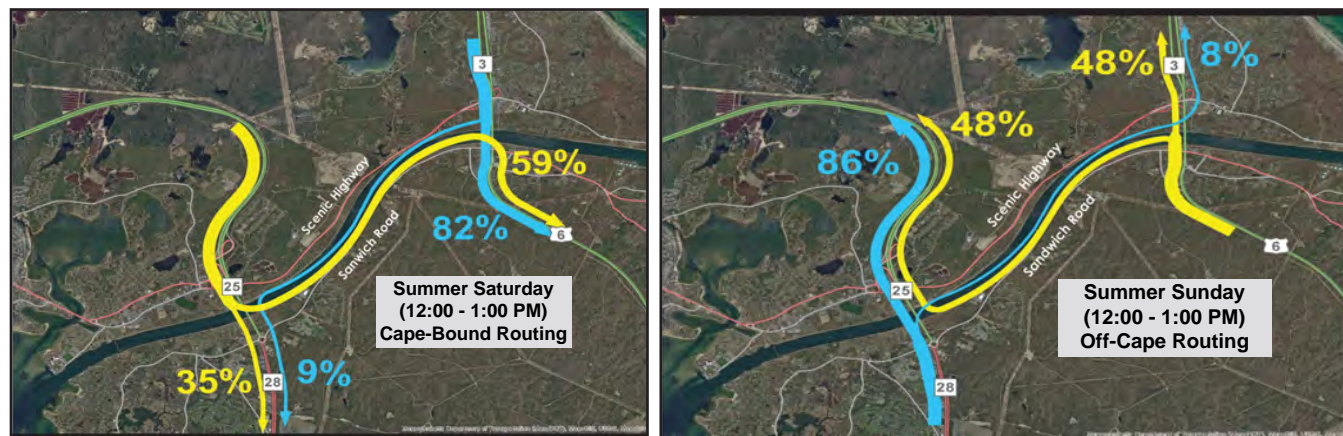 3
59%
82%
6
Scenic Highway
Sanwich Road
25
Summer Saturday
(12:00 - 1:00 PM)
Cape-Bound Routing
35%
9%
28
48%
3
8%
48%
86%
Scenic Highway
Sandwich Road
6
25
Summer Sunday
(12:00 - 1:00 PM)
Off-Cape Routing
28